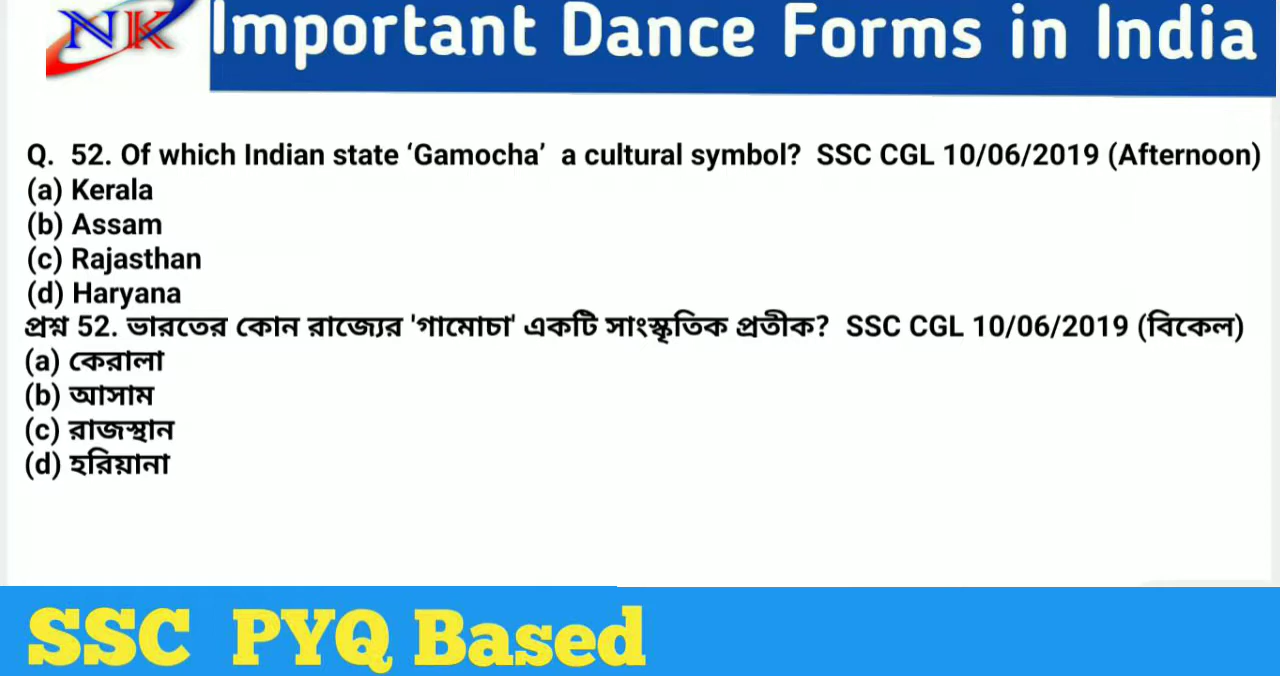 NK Important Dance Forms in India
Q. 52. Of which Indian state ‘Gamocha’ a cultural symbol? SSC CGL 10/06/2019 (Afternoon)
(a) Kerala
(b) Assam
(c) Rajasthan
(d) Haryana
প্রশ্ন 52. ভারতের কোন রাজ্যের 'গামোচা' একটি সাংস্কৃতিক প্রতীক? SSC CGL 10/06/2019 (বিকেল)
(a) কেরালা
(b) আসাম
(c) রাজস্থান
(d) হরিয়ানা
SSC PYQ Based